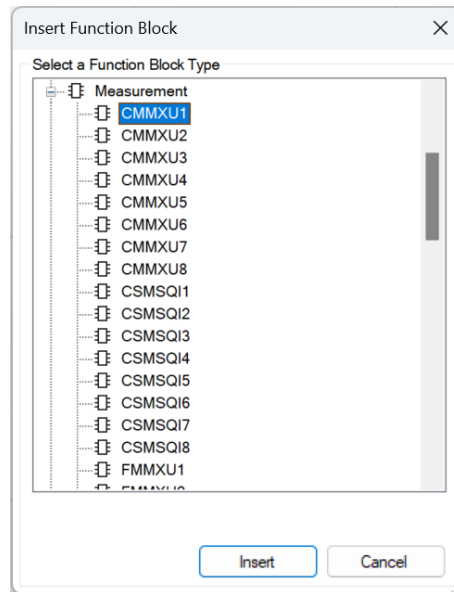 Insert Function Block
Select a Function Block Type
Measurement
CMMXU1
CMMXU2
CMMXU3
CMMXU4
CMMXU5
CMMXU6
CMMXU7
CMMXU8
CSMSQI1
CSMSQI2
CSMSQI3
CSMSQI4
CSMSQI5
CSMSQI6
CSMSQI7
CSMSQI8
FMMXU1
Insert Cancel